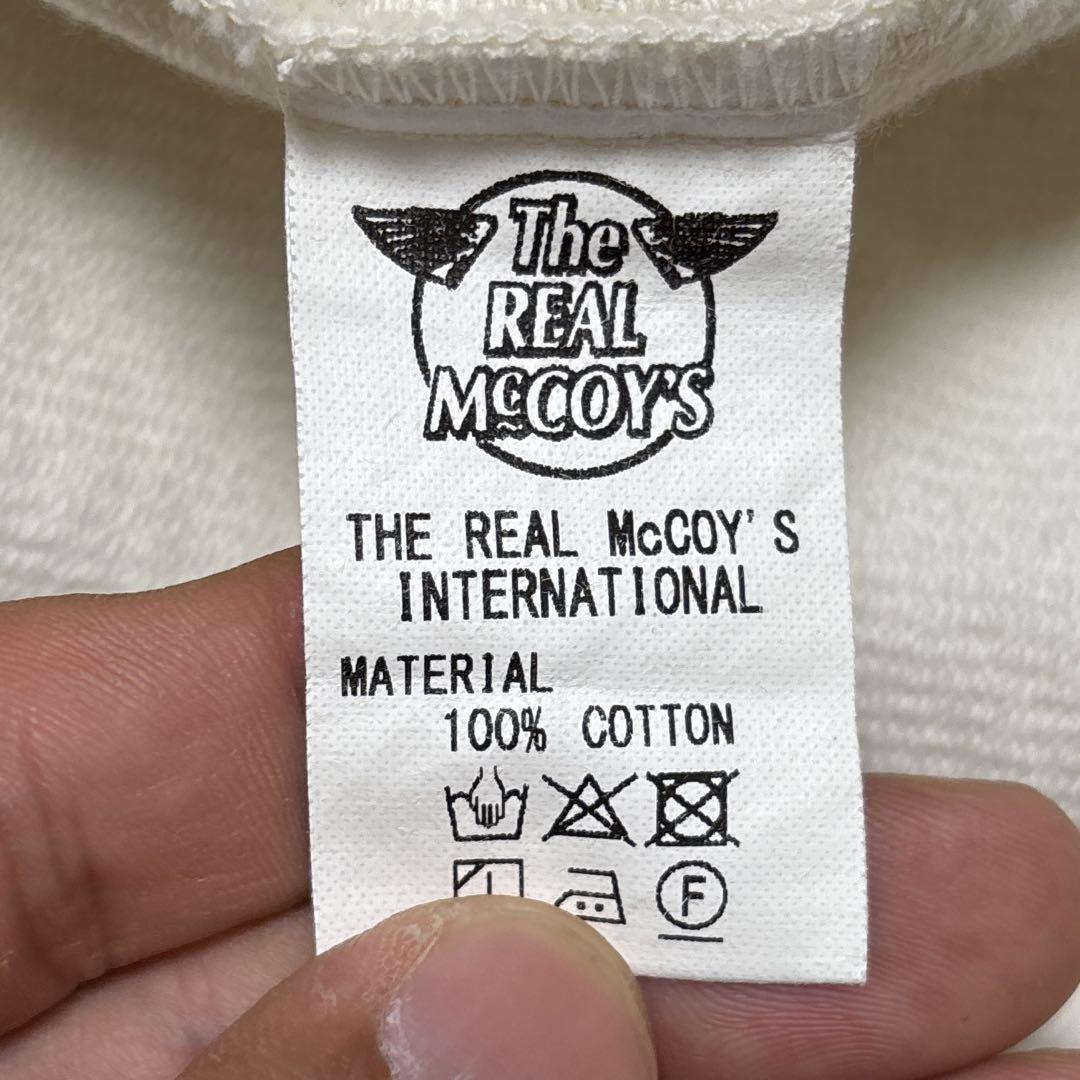 The
REAL
McCOY'S
THE REAL McCOY'S
INTERNATIONAL
MATERIAL
100% COTTON
F